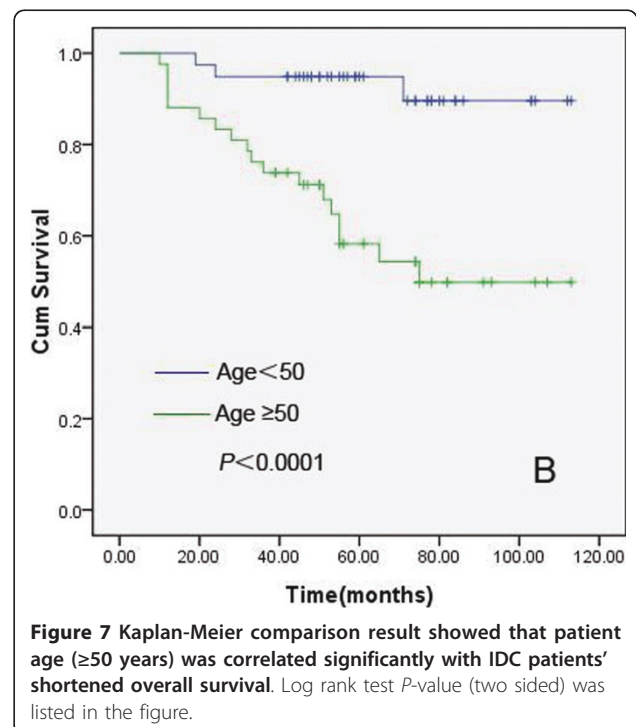 1.0
0.8
0.6
0.4
0.2
0.0
Cum Survival
Age<50
Age ≥50
P<0.0001
B
0.00 20.00 40.00 60.00 80.00 100.00 120.00
Time(months)
Figure 7 Kaplan-Meier comparison result showed that patient
age (≥50 years) was correlated significantly with IDC patients’
shortened overall survival. Log rank test P-value (two sided) was
listed in the figure.